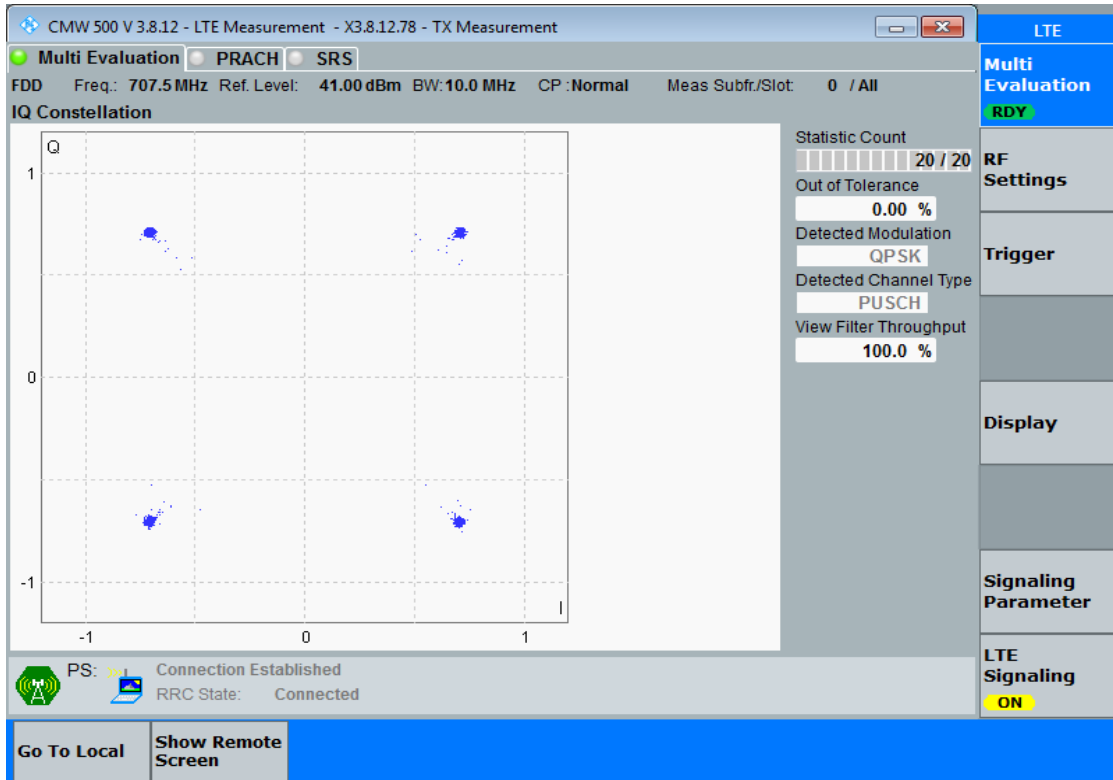 CMW 500 V 3.8.12 - LTE Measurement - X3.8.12.78 - TX Measurement
LTE
Multi Evaluation PRACH SRS
FDD Freq.: 707.5 MHz Ref. Level: 41.00 dBm BW: 10.0 MHz CP : Normal Meas Subfr./Slot: 0 / All
IQ Constellation
Q
1
0
-1
-1 0 1
I
Statistic Count
20 / 20
Out of Tolerance
0.00 %
Detected Modulation
QPSK
Detected Channel Type
PUSCH
View Filter Throughput
100.0 %
Multi
Evaluation
RDY
RF
Settings
Trigger
Display
Signaling
Parameter
LTE
Signaling
ON
PS: Connection Established
RRC State: Connected
Go To Local
Show Remote
Screen